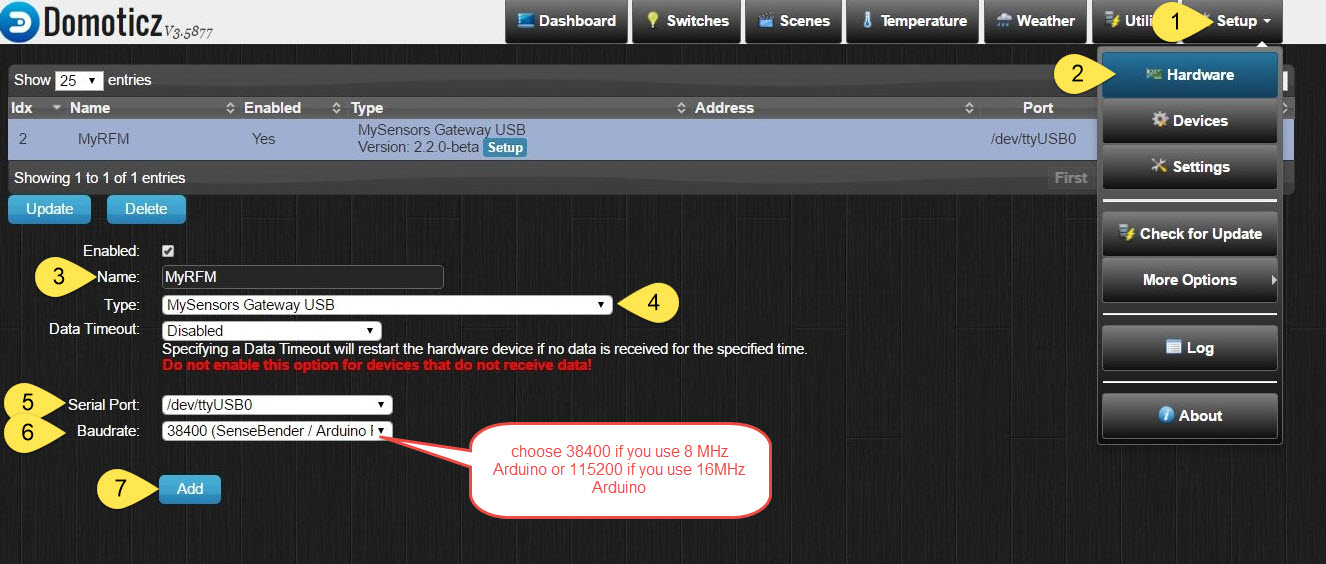 Domoticz V3.5877
Dashboard
Switches
Scenes
Temperature
Weather
Utili
1
Setup
Show 25 entries
2
Hardware
Idx Name Enabled Type Address Port
Devices
2 MyRFM Yes MySensors Gateway USB
Version: 2.2.0-beta Setup
/dev/ttyUSB0
Settings
Showing 1 to 1 of 1 entries
First
Update
Delete
Check for Update
Enabled:
3
Name: MyRFM
More Options
Type: MySensors Gateway USB
4
Data Timeout: Disabled
Specifying a Data Timeout will restart the hardware device if no data is received for the specified time.
Do not enable this option for devices that do not receive data!
Log
5
Serial Port: /dev/ttyUSB0
About
6
Baudrate: 38400 (SenseBender / Arduino
choose 38400 if you use 8 MHz
Arduino or 115200 if you use 16MHz
Arduino
7
Add